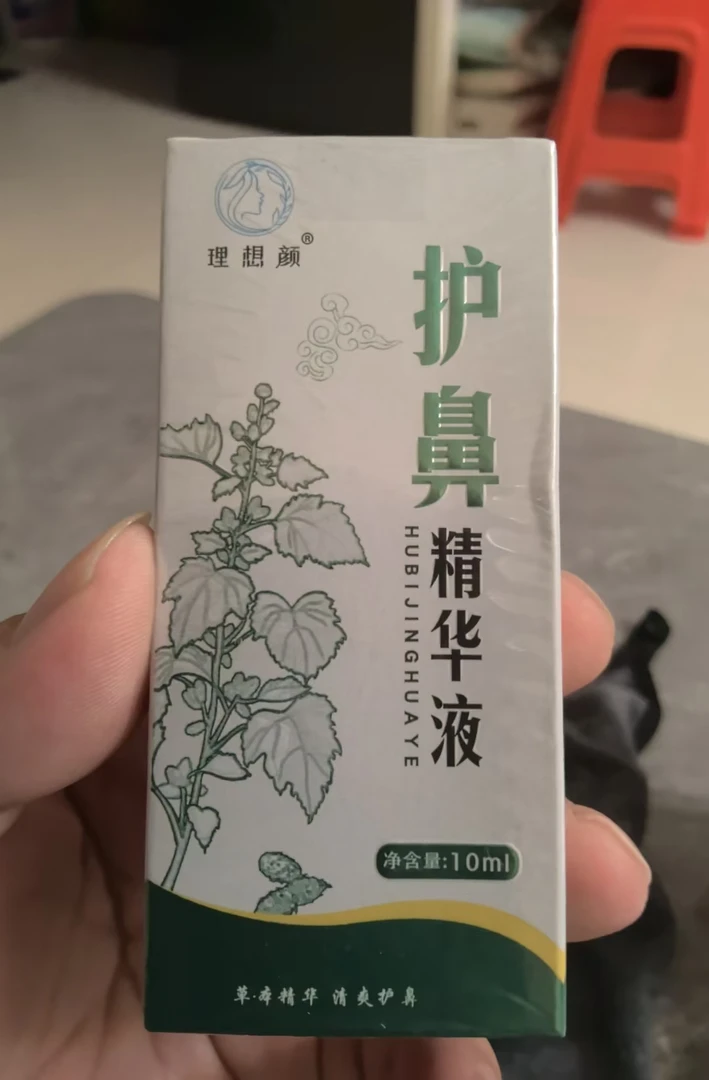 理想颜®
护鼻
精华液
HUBIJINGHUAYE
净含量:10ml
草·本精华 清爽护鼻